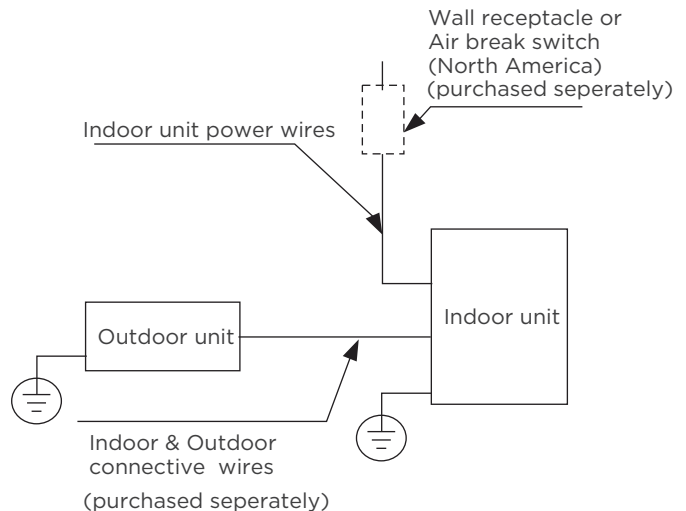 Wall receptacle or
Air break switch
(North America)
(purchased seperately)
Indoor unit power wires
Indoor unit
Outdoor unit
Indoor & Outdoor
connective wires
(purchased seperately)